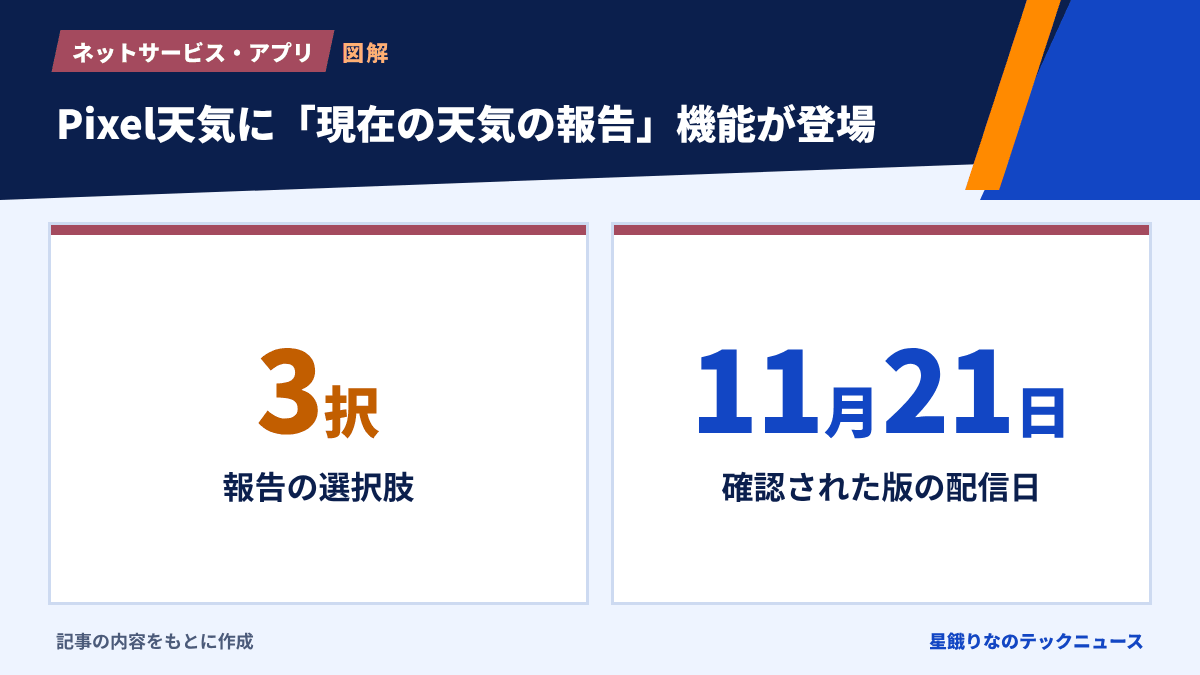 ネットサービス・アプリ 図解
Pixel天気に「現在の天気の報告」機能が登場
3択
報告の選択肢
11月21日
確認された版の配信日
記事の内容をもとに作成
星餓りなのテックニュース